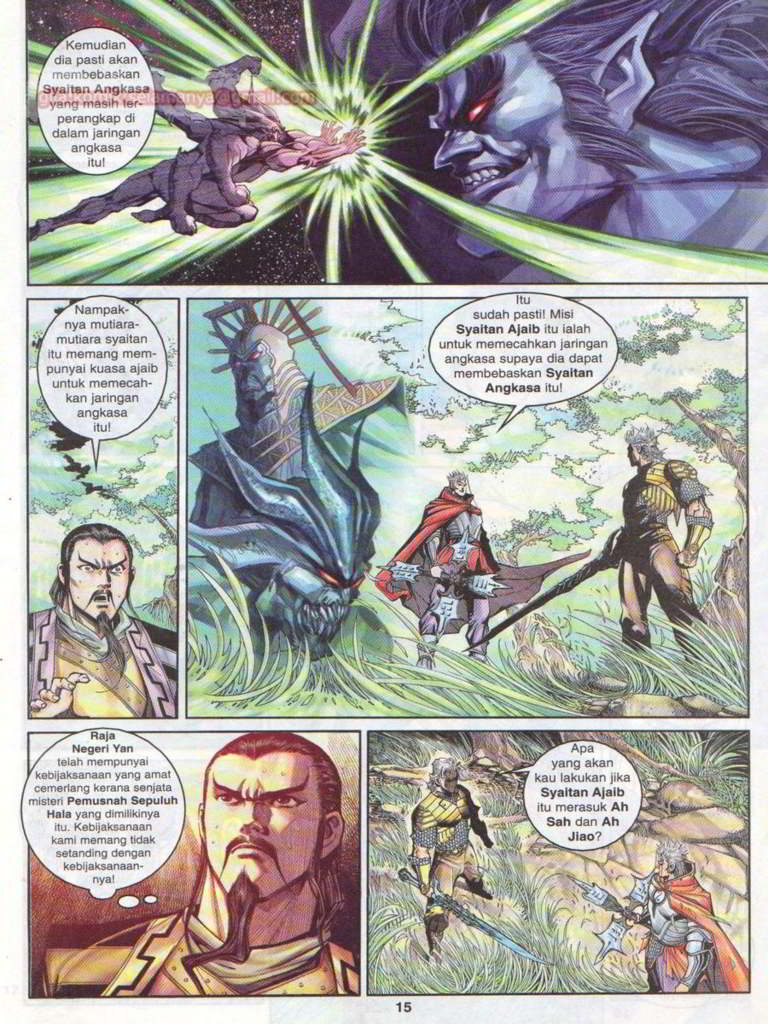 Kemudian
dia pasti akan
membebaskan
Syaitan Angkasa
yang masih ter-
perangkap di
dalam jaringan
angkasa
itu!
Nampak-
nya mutiara-
mutiara syaitan
itu memang mem-
punyai kuasa ajaib
untuk memecah-
kan jaringan
angkasa
itu!
Itu
sudah pasti! Misi
Syaitan Ajaib itu ialah
untuk memecahkan jaringan
angkasa supaya dia dapat
membebaskan Syaitan
Angkasa itu!
Raja
Negeri Yan
telah mempunyai
kebijaksanaan yang amat
cemerlang kerana senjata
misteri Pemusnah Sepuluh
Hala yang dimilikinya
itu. Kebijaksanaan
kami memang tidak
setanding dengan
kebijaksanaan-
nya!
Apa
yang akan
kau lakukan jika
Syaitan Ajaib
itu merasuk Ah
Sah dan Ah
Jiao?
15